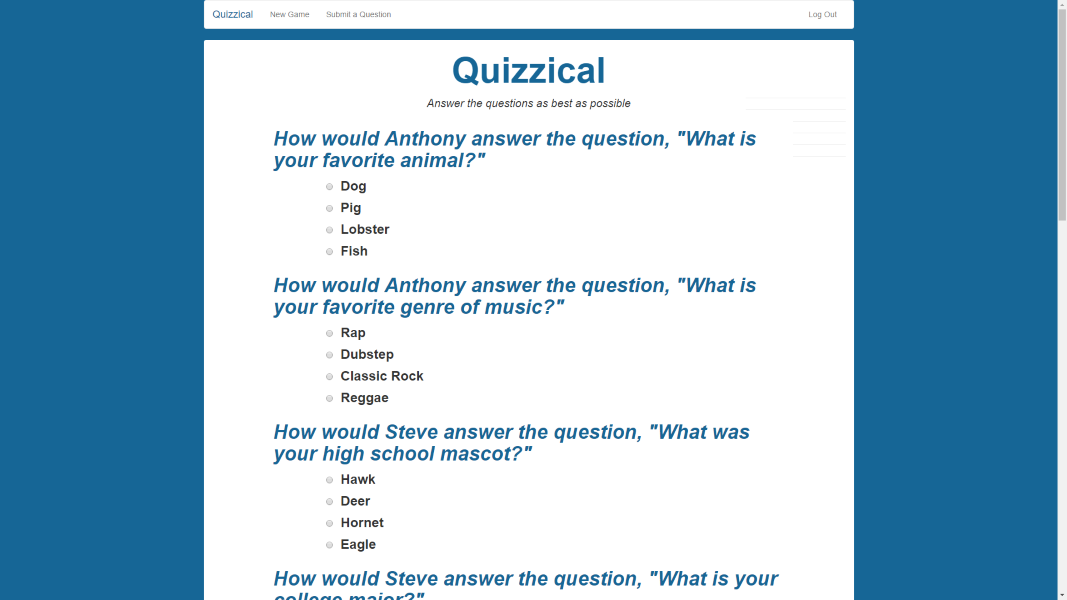 Quizzical New Game Submit a Question Log Out
Quizzical
Answer the questions as best as possible
How would Anthony answer the question, "What is
your favorite animal?"
Dog
Pig
Lobster
Fish
How would Anthony answer the question, "What is
your favorite genre of music?"
Rap
Dubstep
Classic Rock
Reggae
How would Steve answer the question, "What was
your high school mascot?"
Hawk
Deer
Hornet
Eagle
How would Steve answer the question, "What is your
college major?"